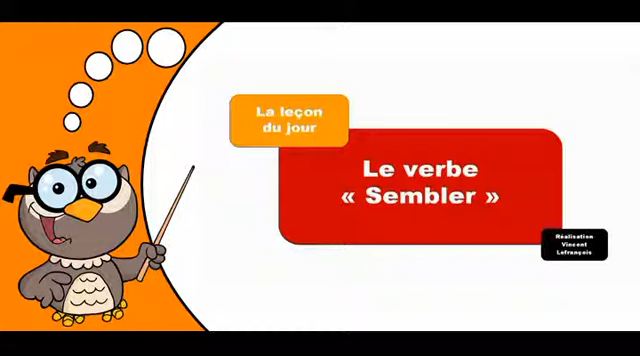 La leçon
du jour
Le verbe
« Sembler »
Réalisation
Vincent
Lefrançois